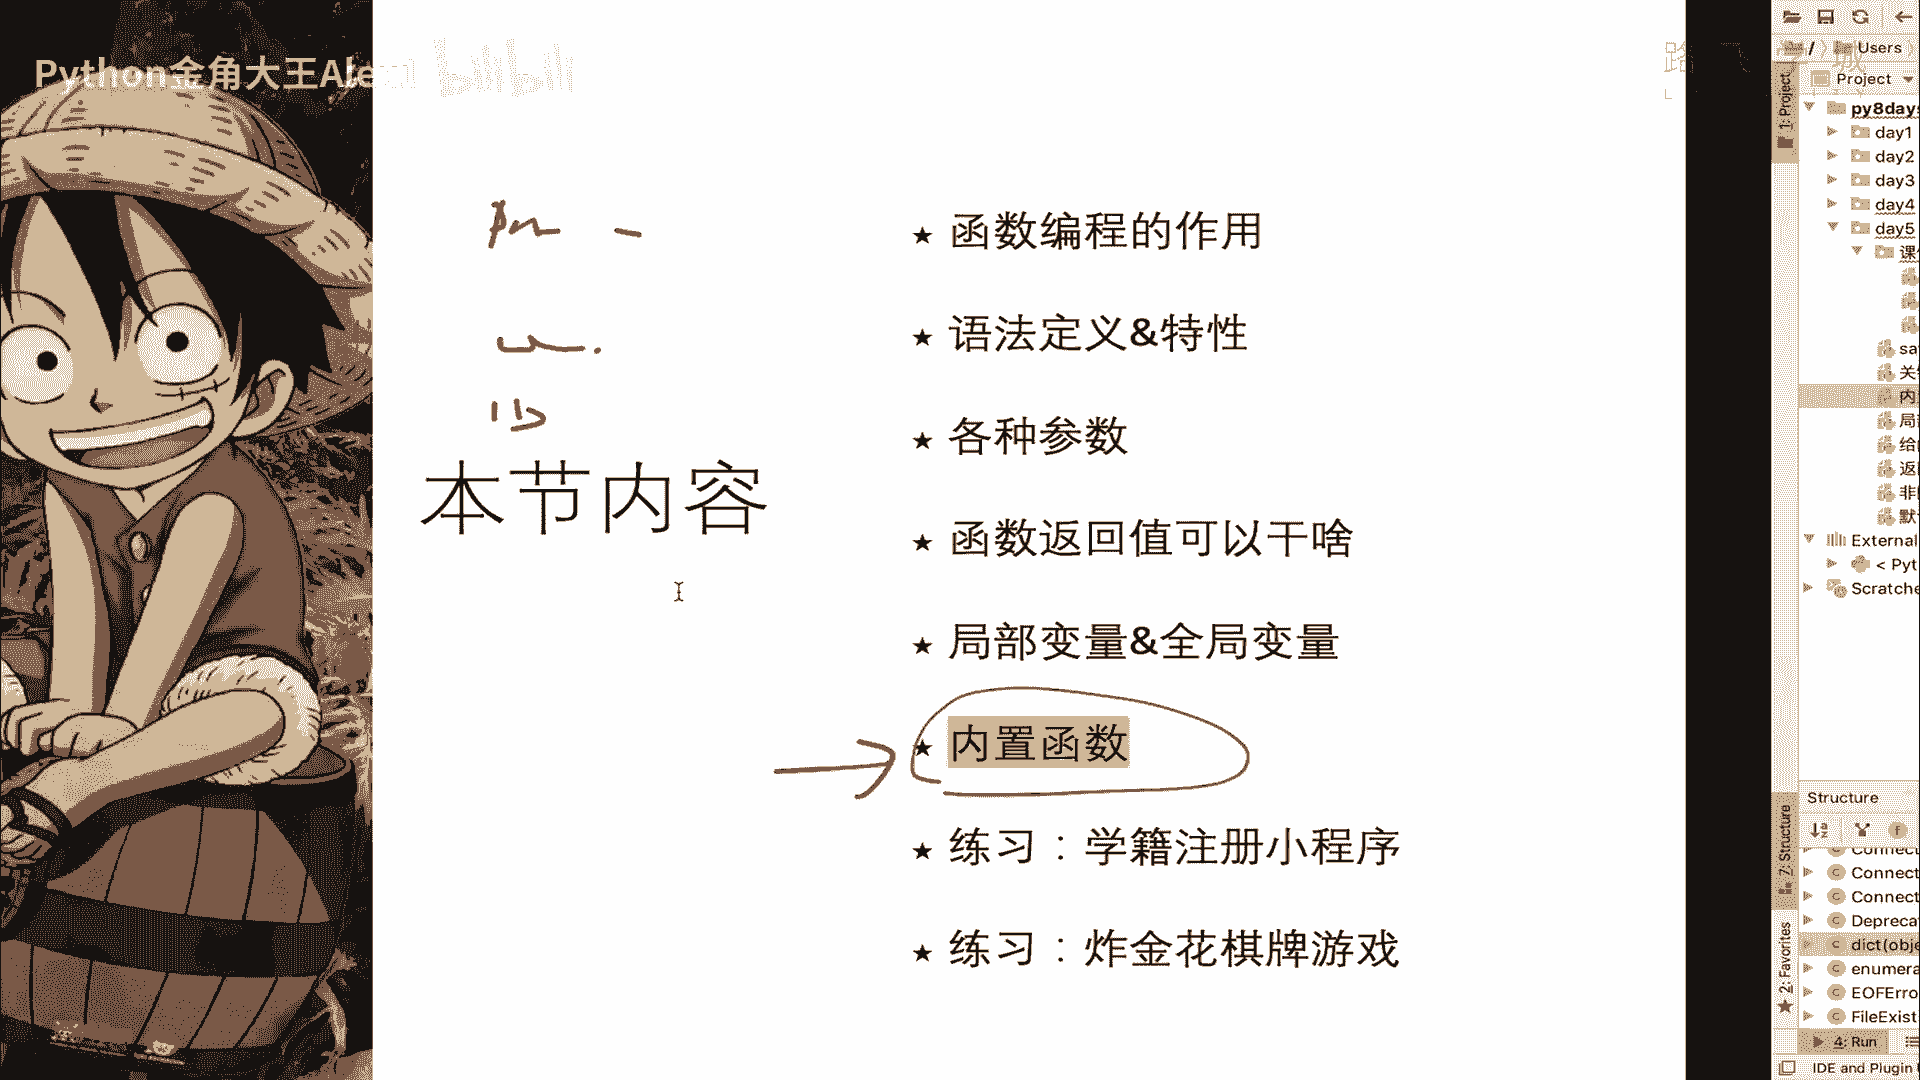 Python金角大王Alex
bilibili
本节内容
★ 函数编程的作用
★ 语法定义&特性
★ 各种参数
★ 函数返回值可以干啥
★ 局部变量&全局变量
★ 内置函数
★ 练习：学籍注册小程序
★ 练习：炸金花棋牌游戏
/ Users
Project
1: Project
py8days
day1
day2
day3
day4
day5
课
sa
关
内
局
给
返
非
默
External
< Pyt
Scratche
Structure
7: Structure
Connect
Connect
Connect
Depreca
dict(obje
enumera
EOFErro
FileExist
2: Favorites
4: Run
IDE and Plugin